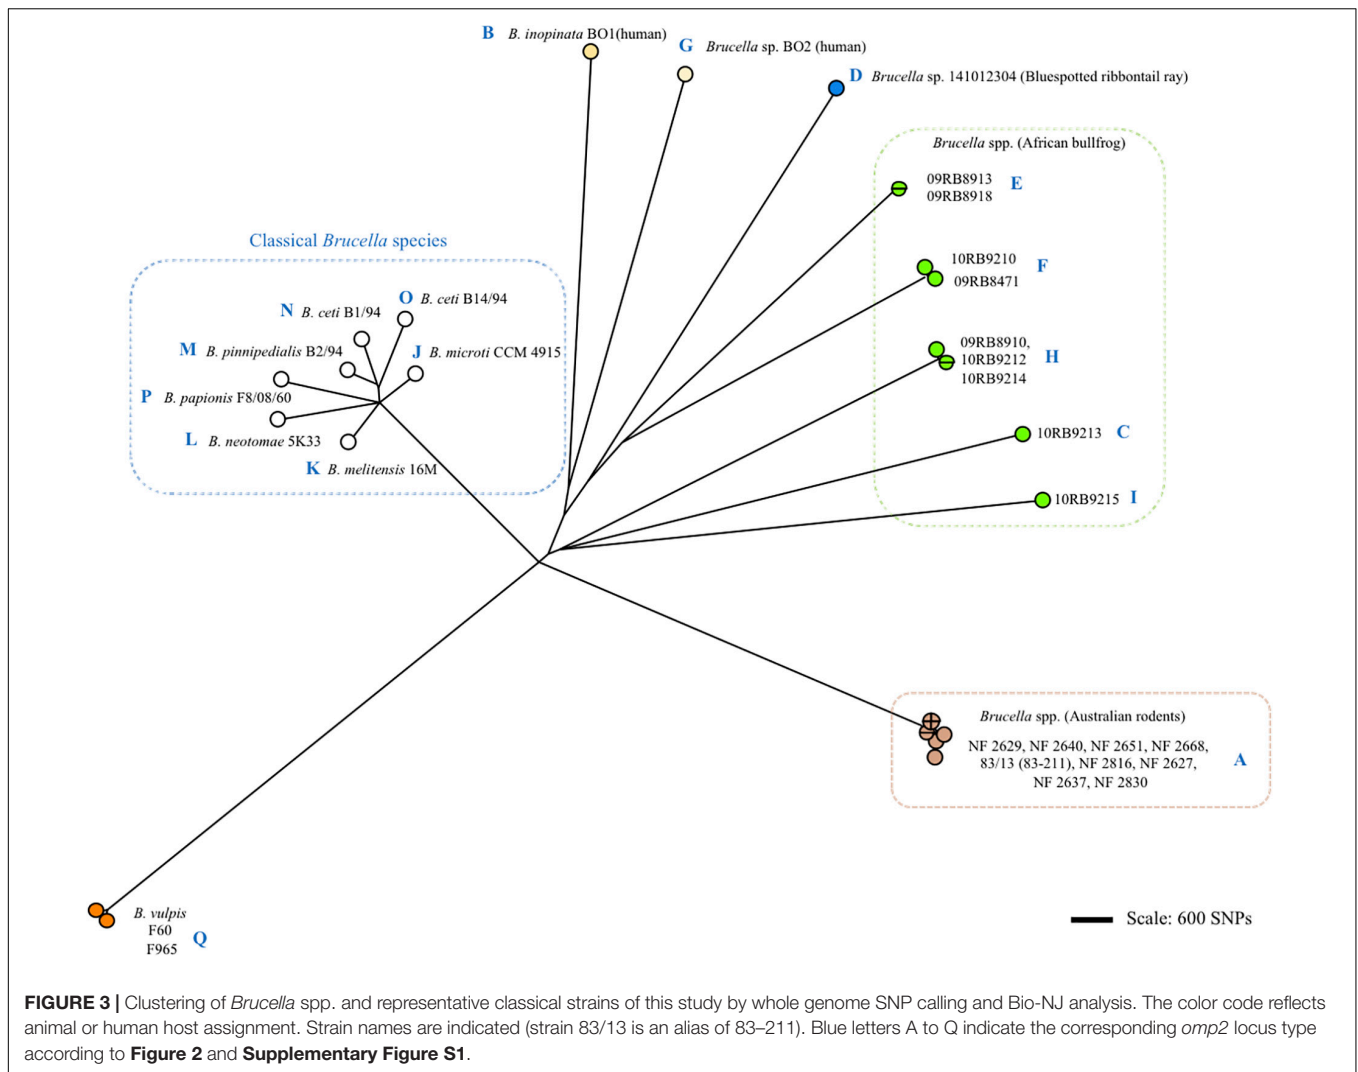 B B. inopinata BO1(human)
G Brucella sp. BO2 (human)
D Brucella sp. 141012304 (Bluespotted ribbontail ray)
Brucella spp. (African bullfrog)
09RB8913
09RB8918
E
10RB9210
09RB8471
F
09RB8910,
10RB9212
10RB9214
H
10RB9213 C
10RB9215 I
Classical Brucella species
O B. ceti B14/94
N B. ceti B1/94
M B. pinnipedialis B2/94
J B. microti CCM 4915
P B. papionis F8/08/60
L B. neotomae 5K33
K B. melitensis 16M
Brucella spp. (Australian rodents)
NF 2629, NF 2640, NF 2651, NF 2668,
83/13 (83-211), NF 2816, NF 2627,
NF 2637, NF 2830
A
B. vulpis
F60
F965
Q
Scale: 600 SNPs
FIGURE 3 | Clustering of Brucella spp. and representative classical strains of this study by whole genome SNP calling and Bio-NJ analysis. The color code reflects
animal or human host assignment. Strain names are indicated (strain 83/13 is an alias of 83–211). Blue letters A to Q indicate the corresponding omp2 locus type
according to Figure 2 and Supplementary Figure S1.